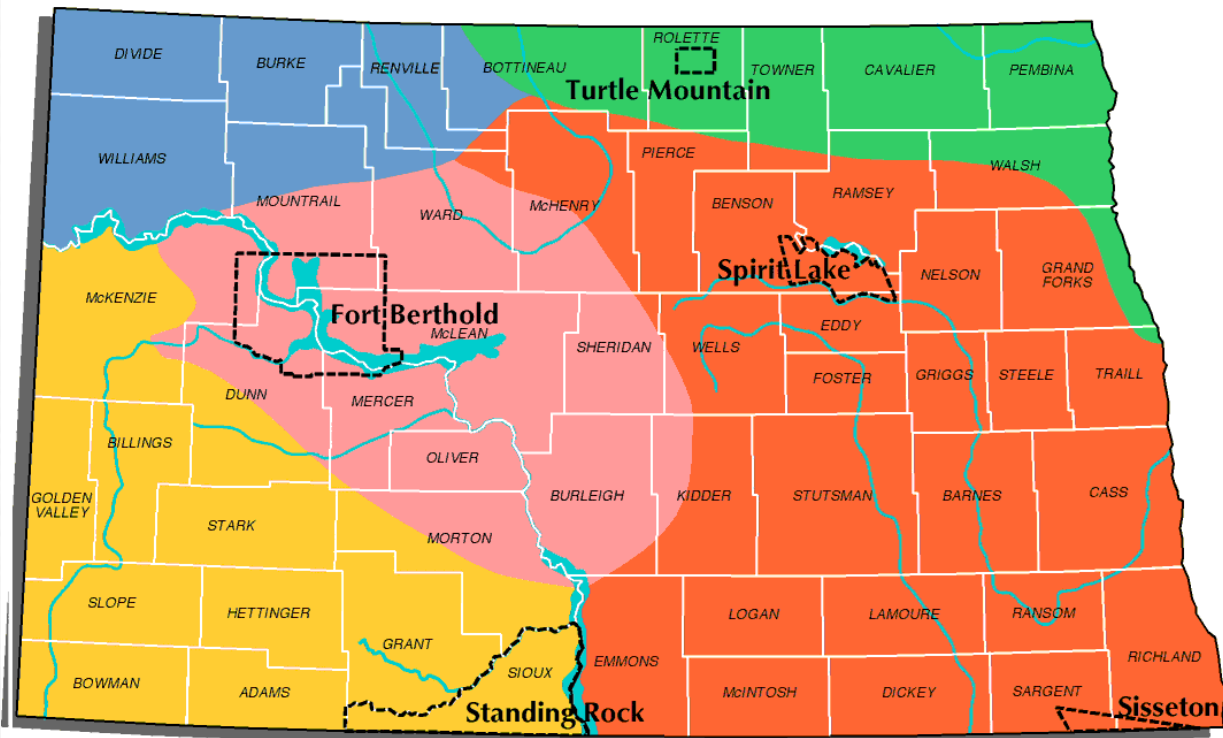 DIVIDE
BURKE
RENVILLE
BOTTINEAU
ROLETTE
TOWNER
CAVALIER
PEMBINA
Turtle Mountain
WILLIAMS
MOUNTRAIL
WARD
McHENRY
PIERCE
BENSON
RAMSEY
WALSH
Spirit Lake
NELSON
GRAND
FORKS
McKENZIE
Fort Berthold
McLEAN
SHERIDAN
WELLS
EDDY
FOSTER
GRIGGS
STEELE
TRAILL
DUNN
MERCER
BILLINGS
OLIVER
GOLDEN
VALLEY
STARK
MORTON
BURLEIGH
KIDDER
STUTSMAN
BARNES
CASS
SLOPE
HETTINGER
GRANT
SIOUX
EMMONS
LOGAN
LAMOURE
RANSOM
RICHLAND
BOWMAN
ADAMS
McINTOSH
DICKEY
SARGENT
Standing Rock
Sisseton